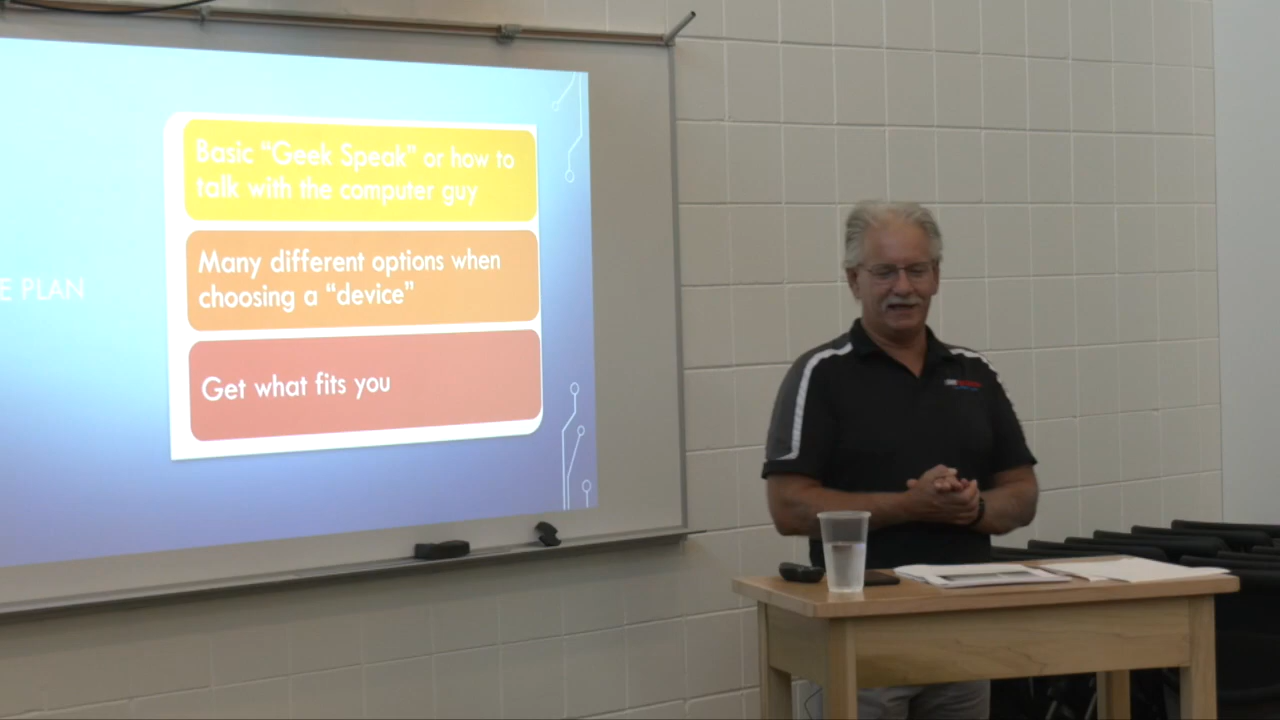 Basic “Geek Speak” or how to
talk with the computer guy
Many different options when
choosing a “device”
E PLAN
Get what fits you